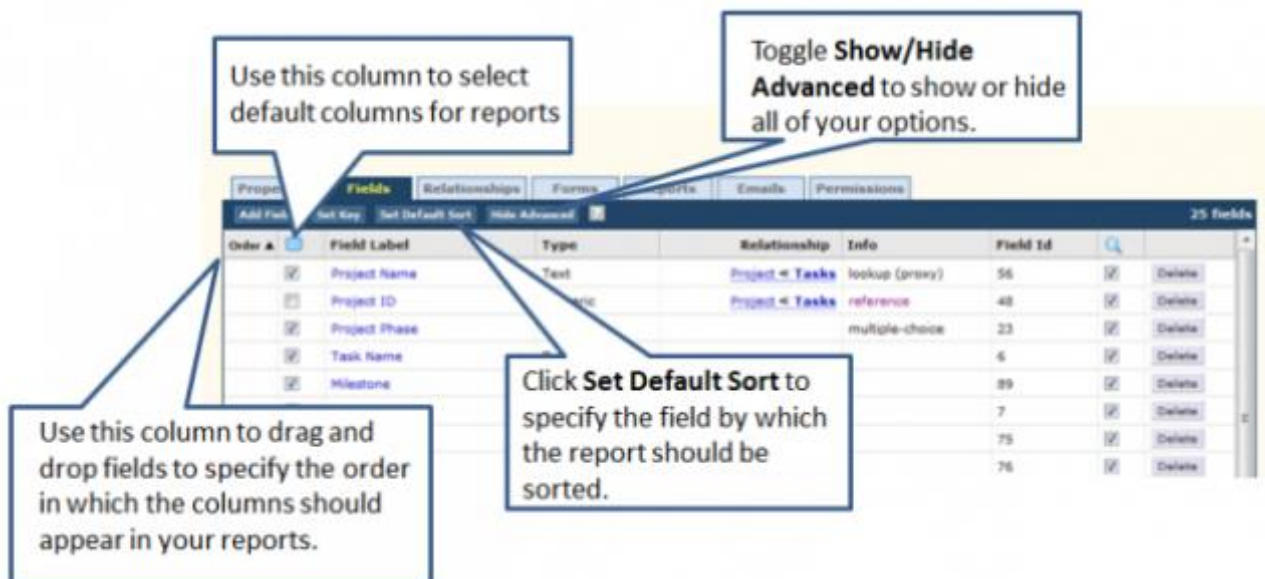 Use this column to select
default columns for reports
Toggle Show/Hide
Advanced to show or hide
all of your options.
Fields Relationships Forms Emails Permissions
Set Key Set Default Sort Hide Advanced 25 fields
Order ▲ Field Label Type Relationship Info Field Id
Project Name Text Project < Tasks lookup (proxy) 56 Delete
Project ID Project < Tasks reference 48 Delete
Project Phase multiple-choice 23 Delete
Task Name 6 Delete
Milestone 89 Delete
7 Delete
75 Delete
76 Delete
Click Set Default Sort to
specify the field by which
the report should be
sorted.
Use this column to drag and
drop fields to specify the order
in which the columns should
appear in your reports.